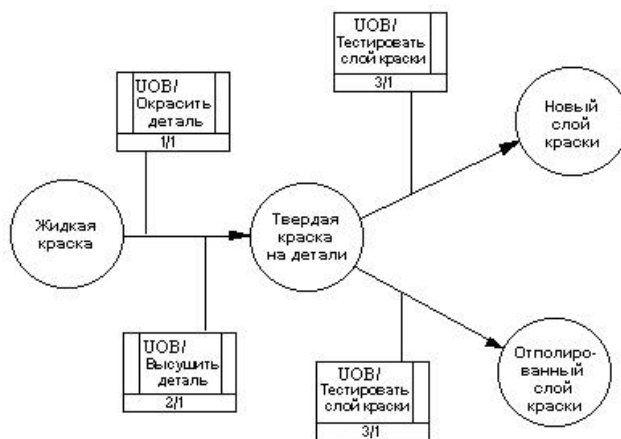 UOB/
Тестировать
слой краски
3/1
UOB/
Окрасить
деталь
1/1
Новый
слой
краски
Жидкая
краска
Твердая
краска
на детали
UOB/
Высушить
деталь
2/1
UOB/
Тестировать
слой краски
3/1
Отполиро-
ванный
слой
краски